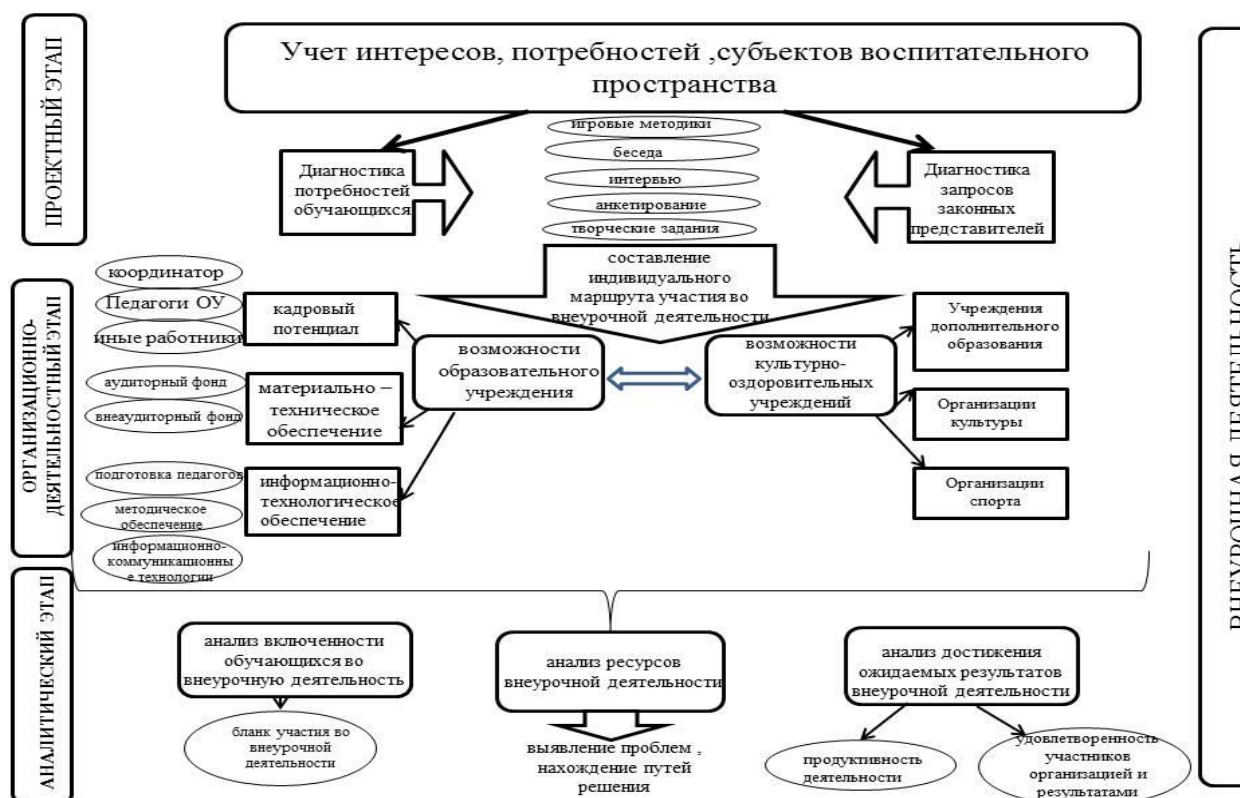 ПРОЕКТНЫЙ ЭТАП
Учет интересов, потребностей ,субъектов воспитательного
пространства
игровые методики
беседа
интервью
анкетирование
творческие задания
Диагностика
потребностей
обучающихся
Диагностика
запросов
законных
представителей
составление
индивидуального
маршрута участия во
внеурочной деятельности
ОРГАНИЗАЦИОННО-
ДЕЯТЕЛЬНОСТНЫЙ ЭТАП
координатор
Педагоги ОУ
иные работники
кадровый
потенциал
аудиторный фонд
внеаудиторный фонд
материально –
техническое
обеспечение
подготовка педагогов
методическое
обеспечение
информационно-
коммуникационны
е технологии
информационно-
технологическое
обеспечение
возможности
образовательного
учреждения
возможности
культурно-
оздоровительных
учреждений
Учреждения
дополнительного
образования
Организации
культуры
Организации
спорта
АНАЛИТИЧЕСКИЙ ЭТАП
анализ включенности
обучающихся во
внеурочную деятельность
бланк участия во
внеурочной
деятельности
анализ ресурсов
внеурочной деятельности
выявление проблем ,
нахождение путей
решения
анализ достижения
ожидаемых результатов
внеурочной деятельности
продуктивность
деятельности
удовлетворенность
участников
организацией и
результатами
ВНЕУРОЧНАЯ ДЕЯТЕЛЬНОСТЬ